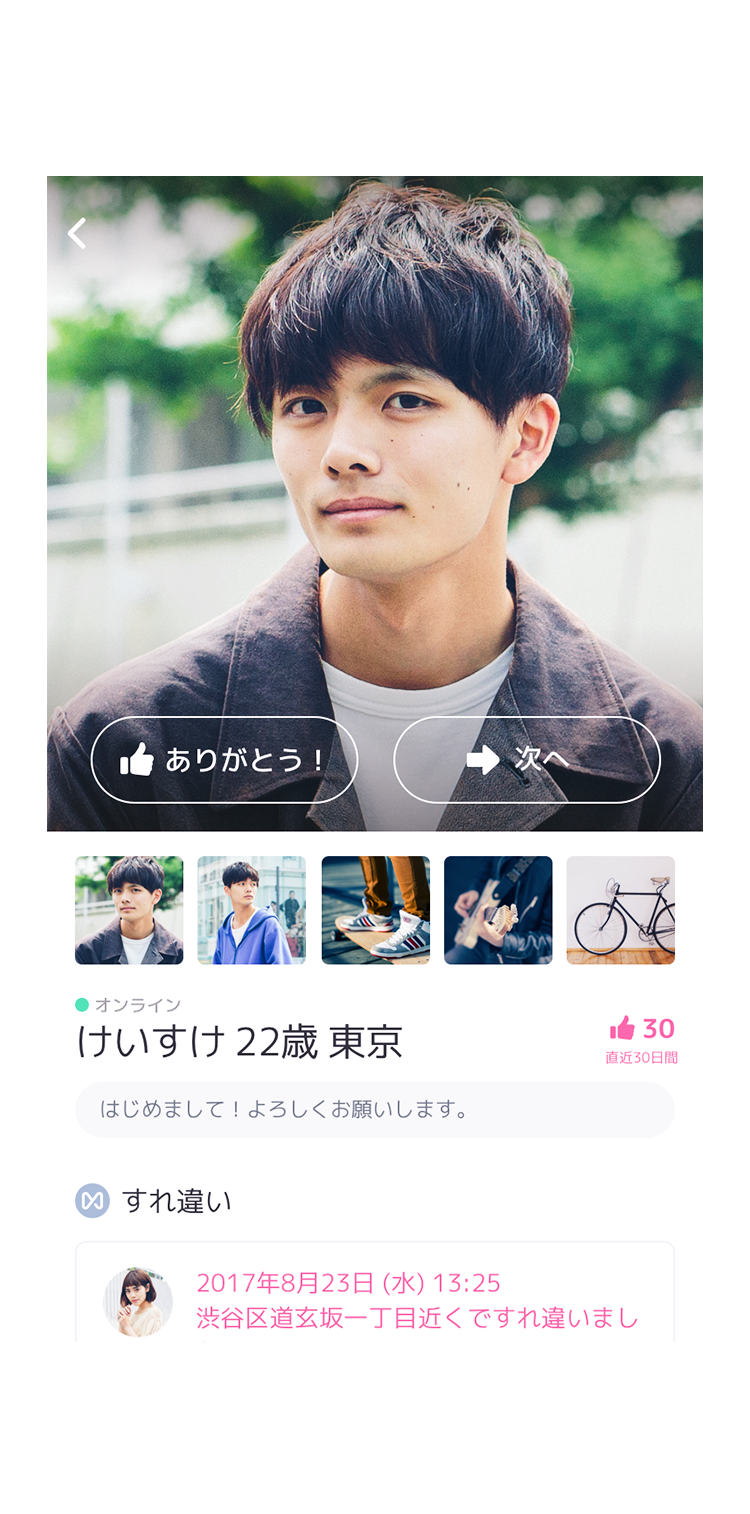 ありがとう！
次へ
オンライン
けいすけ 22歳 東京
30
直近30日間
はじめまして！よろしくお願いします。
すれ違い
2017年8月23日 (水) 13:25
渋谷区道玄坂一丁目近くですれ違いまし